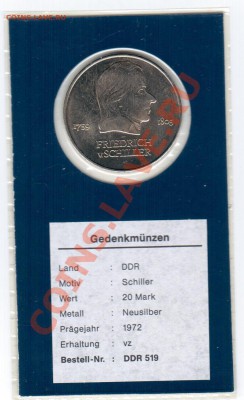 1759 1805
FRIEDRICH
V. SCHILLER
Gedenkmünzen
Land : DDR
Motiv : Schiller
Wert : 20 Mark
Metall : Neusilber
Prägejahr : 1972
Erhaltung : vz
Bestell-Nr. : DDR 519
COINS.LAVE.RU